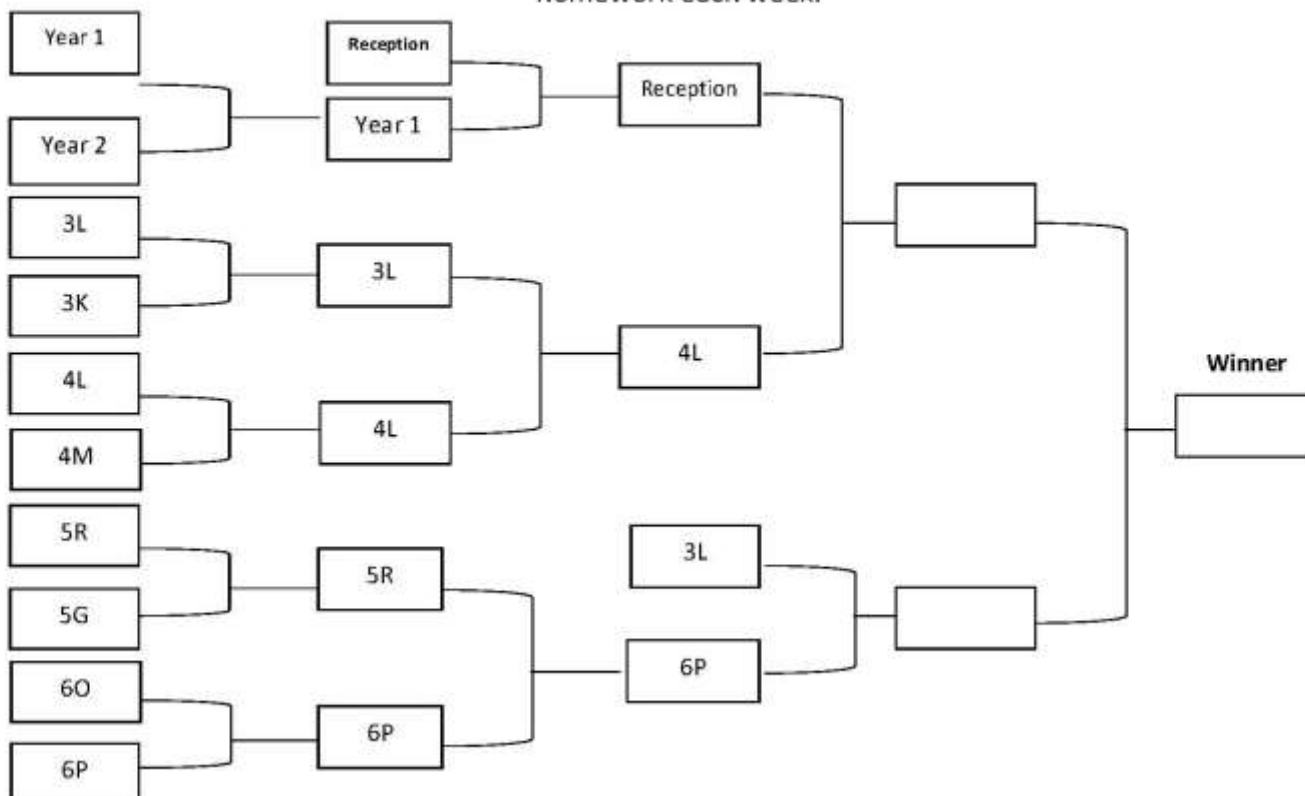 Year 1
Year 2
3L
3K
4L
4M
5R
5G
6O
6P
Reception
Year 1
3L
4L
5R
6P
Reception
4L
3L
6P
Winner